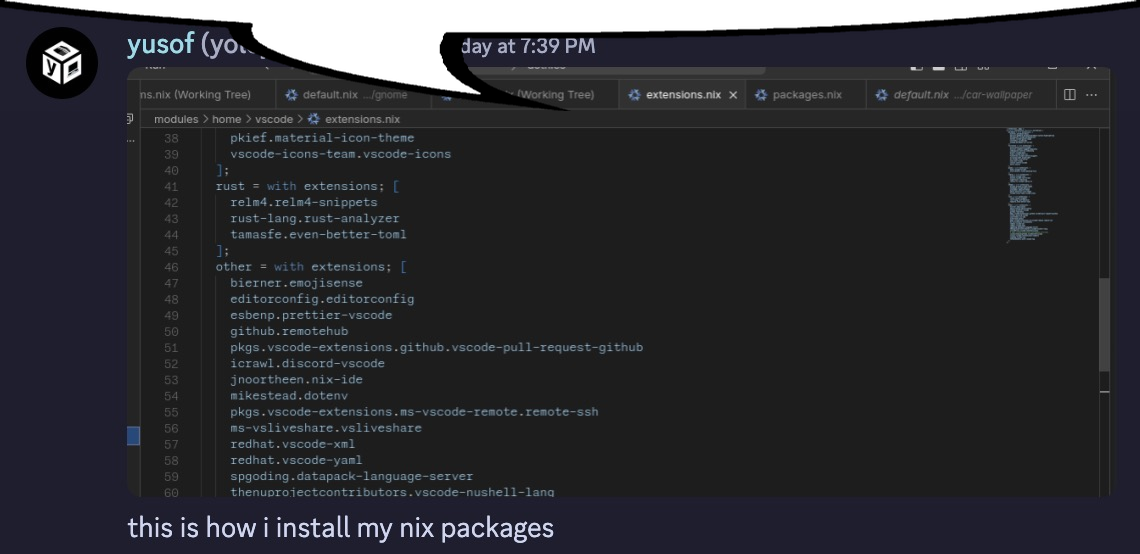 yusof day at 7:39 PM
ns.nix (Working Tree) default.nix .../gnome (Working Tree) extensions.nix packages.nix default.nix .../car-wallpaper
modules > home > vscode > extensions.nix
38 pkief.material-icon-theme
39 vscode-icons-team.vscode-icons
40 ];
41 rust = with extensions; [
42 relm4.relm4-snippets
43 rust-lang.rust-analyzer
44 tamasfe.even-better-toml
45 ];
46 other = with extensions; [
47 bierner.emojisense
48 editorconfig.editorconfig
49 esbenp.prettier-vscode
50 github.remotehub
51 pkgs.vscode-extensions.github.vscode-pull-request-github
52 icrawl.discord-vscode
53 jnoortheen.nix-ide
54 mikestead.dotenv
55 pkgs.vscode-extensions.ms-vscode-remote.remote-ssh
56 ms-vsliveshare.vsliveshare
57 redhat.vscode-xml
58 redhat.vscode-yaml
59 spgoding.datapack-language-server
60 thenuprojectcontributors.vscode-nushell-lang
this is how i install my nix packages